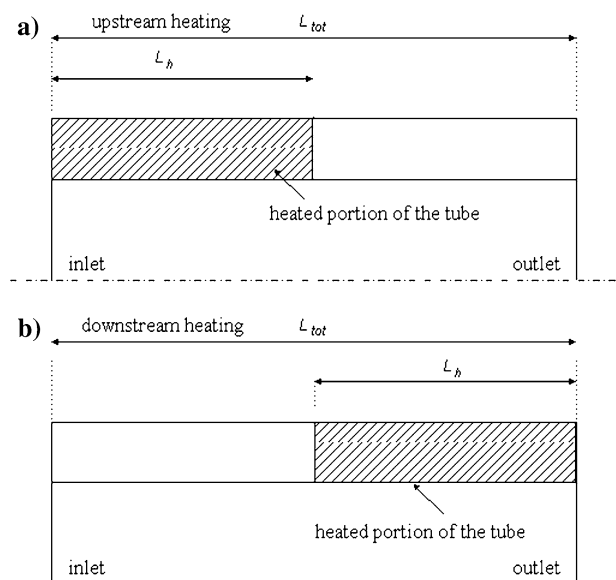 a)
upstream heating L_tot
L_h
heated portion of the tube
inlet outlet
b)
downstream heating L_tot
L_h
heated portion of the tube
inlet outlet